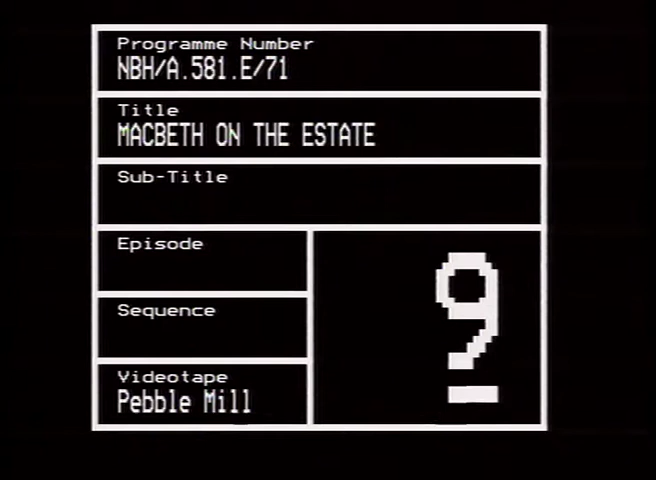 Programme Number
NBH/A.581.E/71
Title
MACBETH ON THE ESTATE
Sub-Title
Episode
Sequence
9
Videotape
Pebble Mill